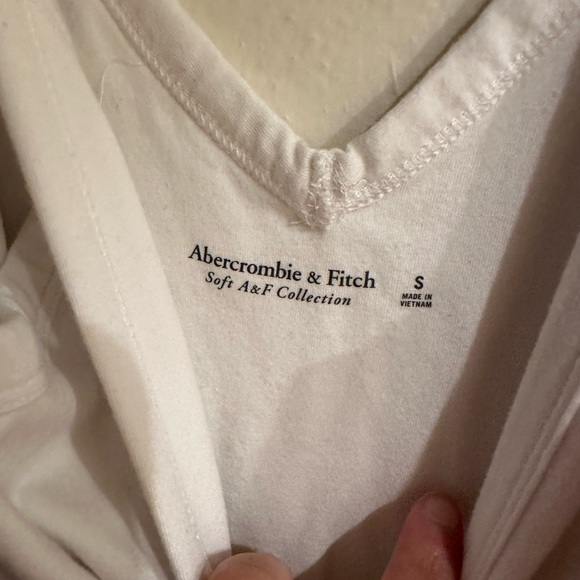 Abercrombie & Fitch
Soft A&F Collection
S
MADE IN
VIETNAM